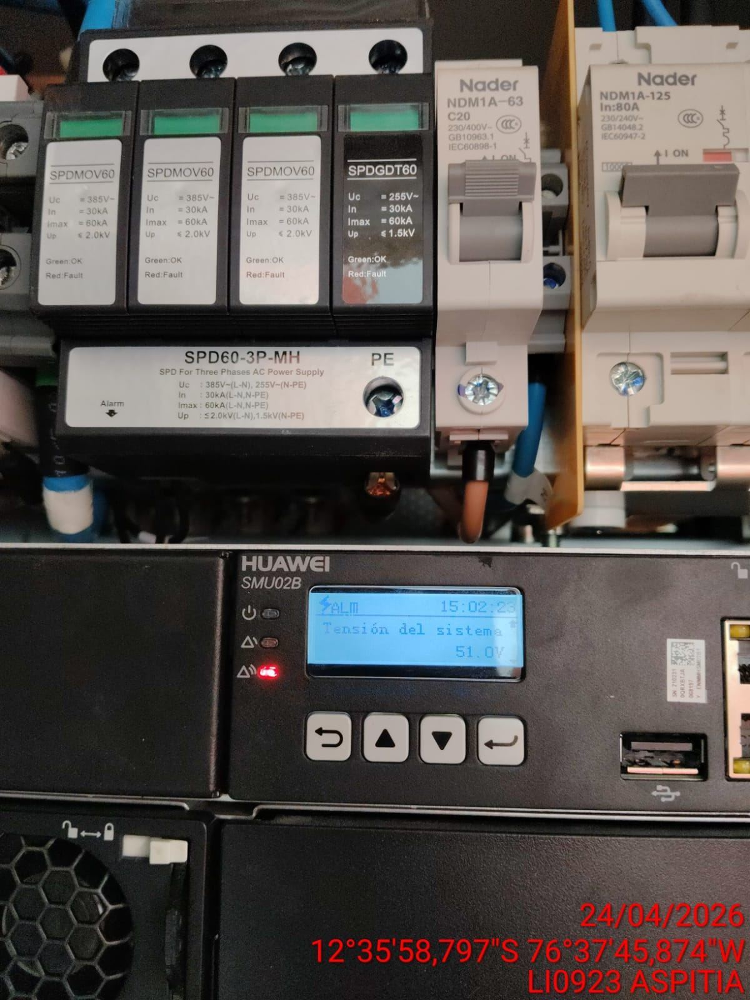 SPDMOV60
Uc = 385V~
In = 30kA
Imax = 60kA
Up ≤ 2.0kV
Green:OK
Red:Fault
SPDMOV60
Uc = 385V~
In = 30kA
Imax = 60kA
Up ≤ 2.0kV
Green:OK
Red:Fault
SPDMOV60
Uc = 385V~
In = 30kA
Imax = 60kA
Up ≤ 2.0kV
Green:OK
Red:Fault
SPDGDT60
Uc = 255V~
In = 30kA
Imax = 60kA
Up ≤ 1.5kV
Green:OK
Red:Fault
Nader
NDM1A-63
C20
230/400V~
GB10963.1
IEC60898-1
I ON
Nader
NDM1A-125
In:80A
230/240V~
GB14048.2
IEC60947-2
I ON
SPD60-3P-MH
SPD For Three Phases AC Power Supply
Uc : 385V~(L-N), 255V~(N-PE)
In : 30kA(L-N,N-PE)
Imax : 60kA(L-N,N-PE)
Up : ≤2.0kV(L-N),1.5kV(N-PE)
Alarm
PE
HUAWEI
SMU02B
ALM 15:02:23
Tensión del sistema
51.0V
24/04/2026
12°35'58,797"S 76°37'45,874"W
LI0923 ASPITIA